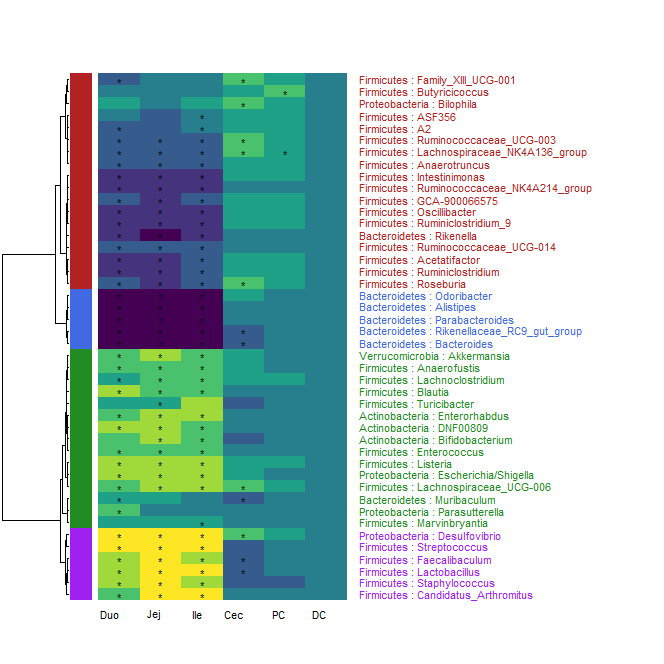 Firmicutes : Family_XIII_UCG-001
Firmicutes : Butyricicoccus
Proteobacteria : Bilophila
Firmicutes : ASF356
Firmicutes : A2
Firmicutes : Ruminococcaceae_UCG-003
Firmicutes : Lachnospiraceae_NK4A136_group
Firmicutes : Anaerotruncus
Firmicutes : Intestinimonas
Firmicutes : Ruminococcaceae_NK4A214_group
Firmicutes : GCA-900066575
Firmicutes : Oscillibacter
Firmicutes : Ruminiclostridium_9
Bacteroidetes : Rikenella
Firmicutes : Ruminococcaceae_UCG-014
Firmicutes : Acetatifactor
Firmicutes : Ruminiclostridium
Firmicutes : Roseburia
Bacteroidetes : Odoribacter
Bacteroidetes : Alistipes
Bacteroidetes : Parabacteroides
Bacteroidetes : Rikenellaceae_RC9_gut_group
Bacteroidetes : Bacteroides
Verrucomicrobia : Akkermansia
Firmicutes : Anaerofustis
Firmicutes : Lachnoclostridium
Firmicutes : Blautia
Firmicutes : Turicibacter
Actinobacteria : Enterorhabdus
Actinobacteria : DNF00809
Actinobacteria : Bifidobacterium
Firmicutes : Enterococcus
Firmicutes : Listeria
Proteobacteria : Escherichia/Shigella
Firmicutes : Lachnospiraceae_UCG-006
Bacteroidetes : Muribaculum
Proteobacteria : Parasutterella
Firmicutes : Marvinbryantia
Proteobacteria : Desulfovibrio
Firmicutes : Streptococcus
Firmicutes : Faecalibaculum
Firmicutes : Lactobacillus
Firmicutes : Staphylococcus
Firmicutes : Candidatus_Arthromitus
Duo Jej Ile Cec PC DC